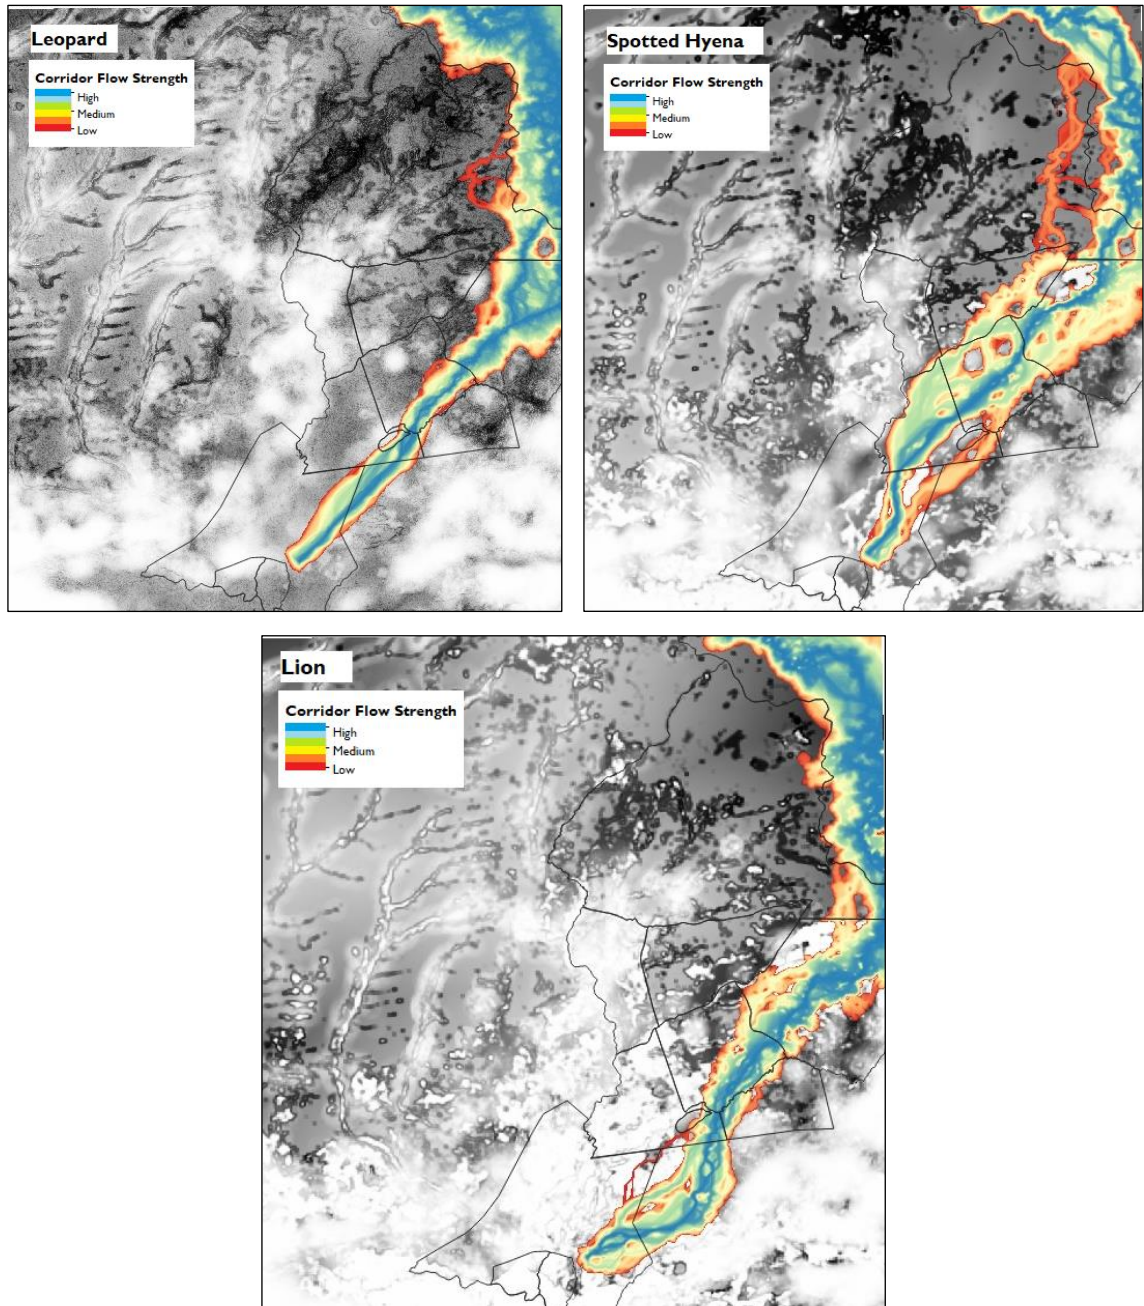 Leopard
Corridor Flow Strength
High
Medium
Low
Spotted Hyena
Corridor Flow Strength
High
Medium
Low
Lion
Corridor Flow Strength
High
Medium
Low